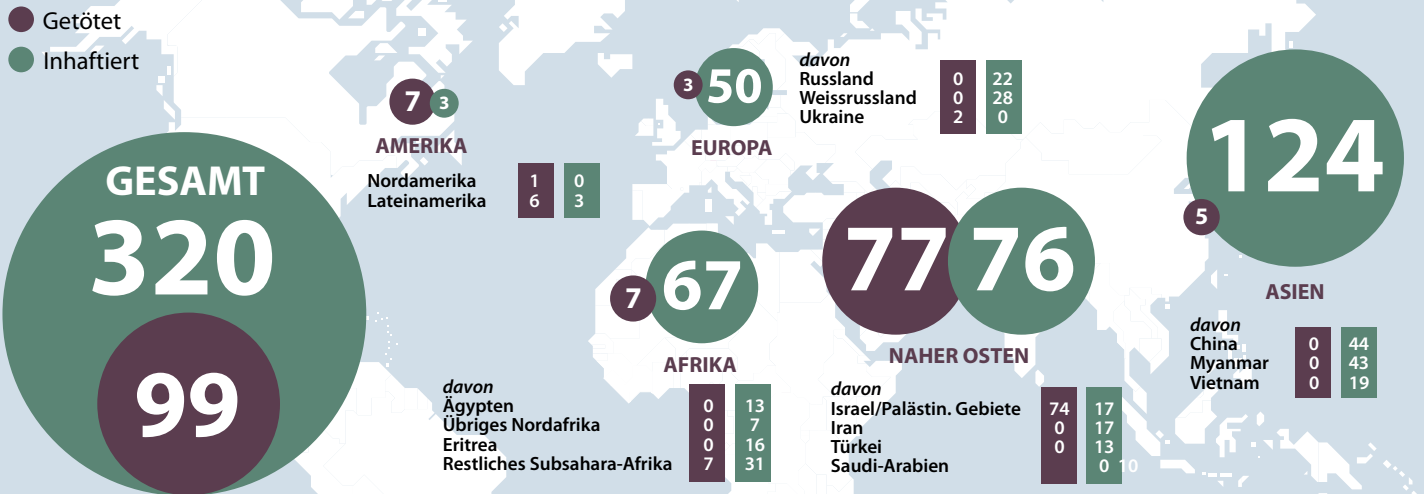 Getötet
Inhaftiert
GESAMT
320
99
7 3
AMERIKA
Nordamerika 1 0
Lateinamerika 6 3
3 50
EUROPA
davon
Russland 0 22
Weissrussland 0 28
Ukraine 2 0
7 67
AFRIKA
davon
Ägypten 0 13
Übriges Nordafrika 0 7
Eritrea 0 16
Restliches Subsahara-Afrika 7 31
77 76
NAHER OSTEN
davon
Israel/Palästin. Gebiete 74 17
Iran 0 17
Türkei 0 13
Saudi-Arabien 0 10
124
5
ASIEN
davon
China 0 44
Myanmar 0 43
Vietnam 0 19